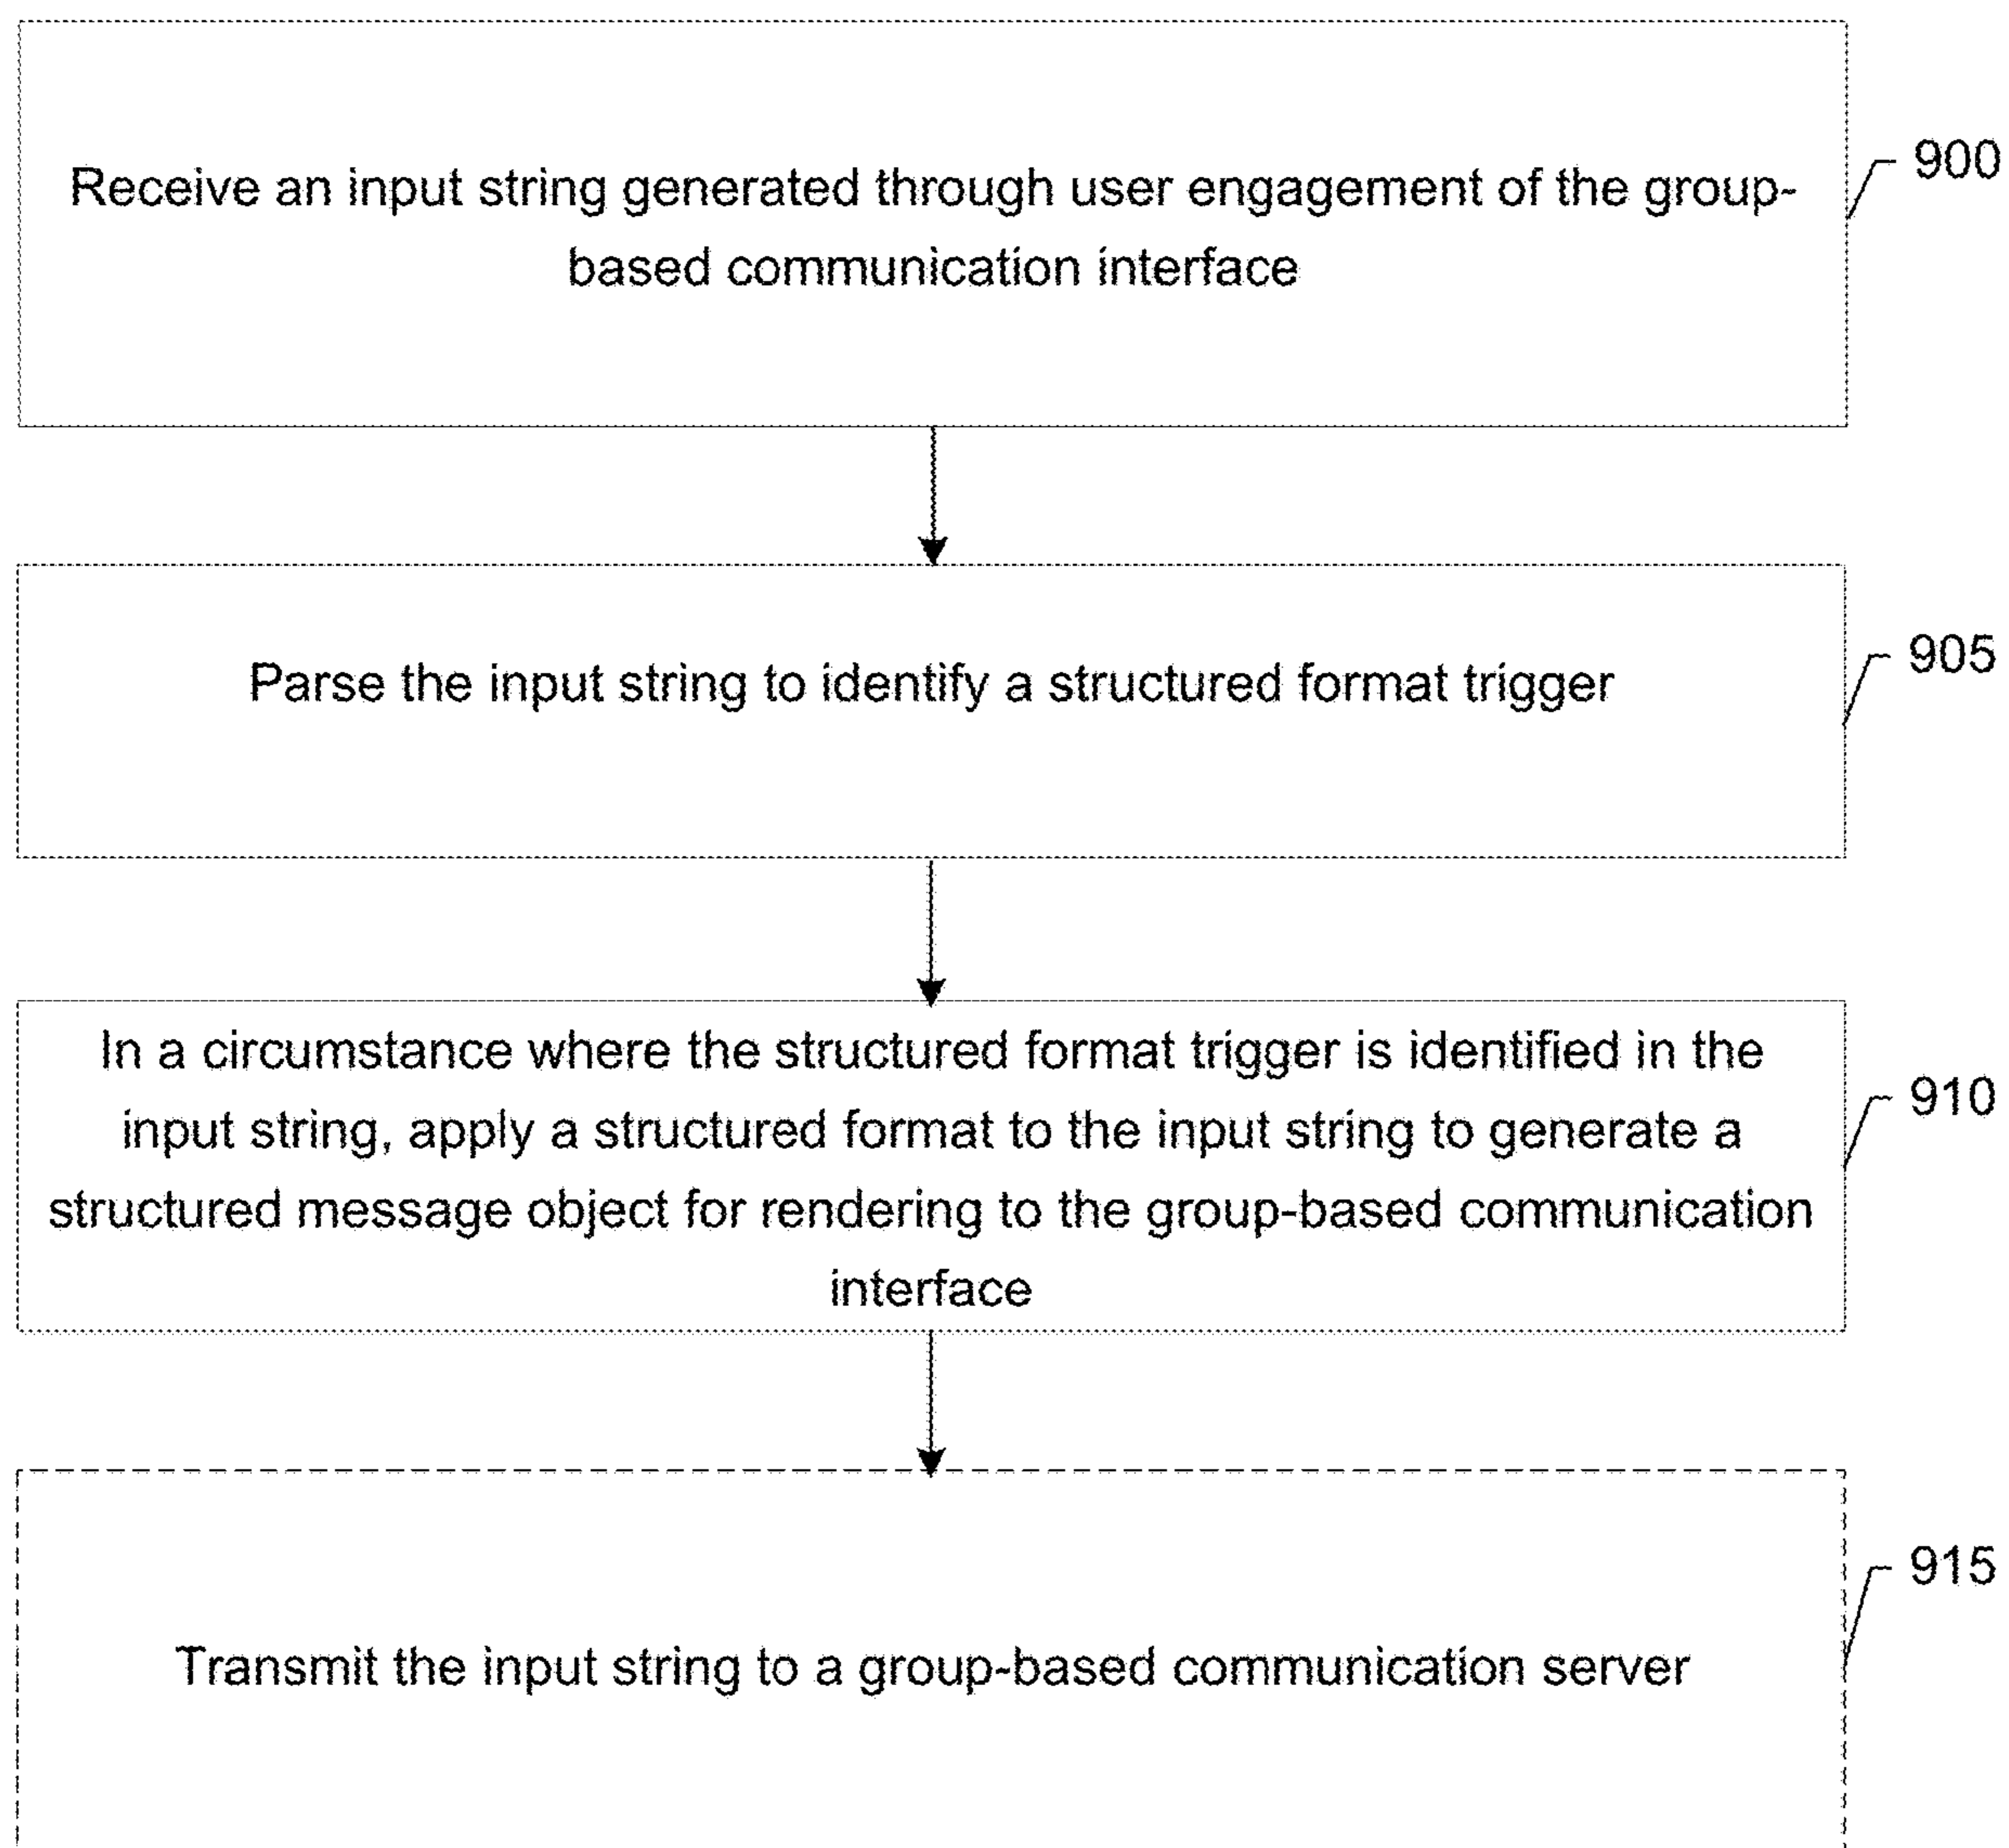 Receive an input string generated through user engagement of the group-
based communication interface
900
Parse the input string to identify a structured format trigger
905
In a circumstance where the structured format trigger is identified in the
input string, apply a structured format to the input string to generate a
structured message object for rendering to the group-based communication
interface
910
Transmit the input string to a group-based communication server
915